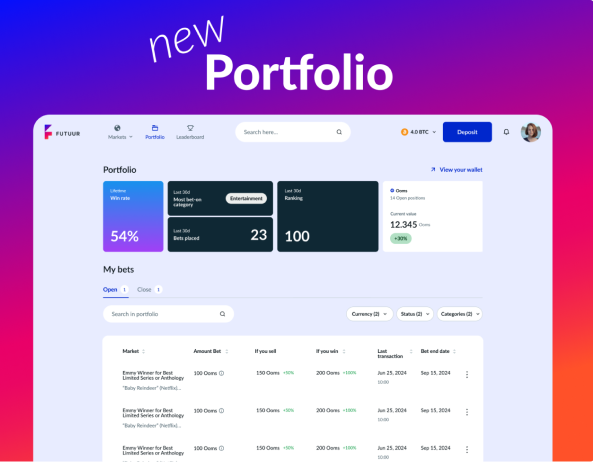 new
Portfolio
FUTUUR
Markets
Portfolio
Leaderboard
Search here...
4.0 BTC
Deposit
Portfolio
View your wallet
Lifetime
Win rate
54%
Last 30d
Most bet-on
category
Entertainment
Last 30d
Bets placed
23
Last 30d
Ranking
100
Ooms
14 Open positions
Current value
12.345 Ooms
+30%
My bets
Open 1 Close 1
Search in portfolio
Currency (2) Status (2) Categories (2)
Market Amount Bet If you sell If you win Last
transaction Bet end date
Emmy Winner for Best
Limited Series or Anthology
"Baby Reindeer" (Netflix)...
100 Ooms 150 Ooms +50% 200 Ooms +100% Jun 25, 2024
10:00
Sep 15, 2024
Emmy Winner for Best
Limited Series or Anthology
"Baby Reindeer" (Netflix)...
100 Ooms 150 Ooms +50% 200 Ooms +100% Jun 25, 2024
10:00
Sep 15, 2024
Emmy Winner for Best
Limited Series or Anthology
100 Ooms 150 Ooms +50% 200 Ooms +100% Jun 25, 2024
Sep 15, 2024